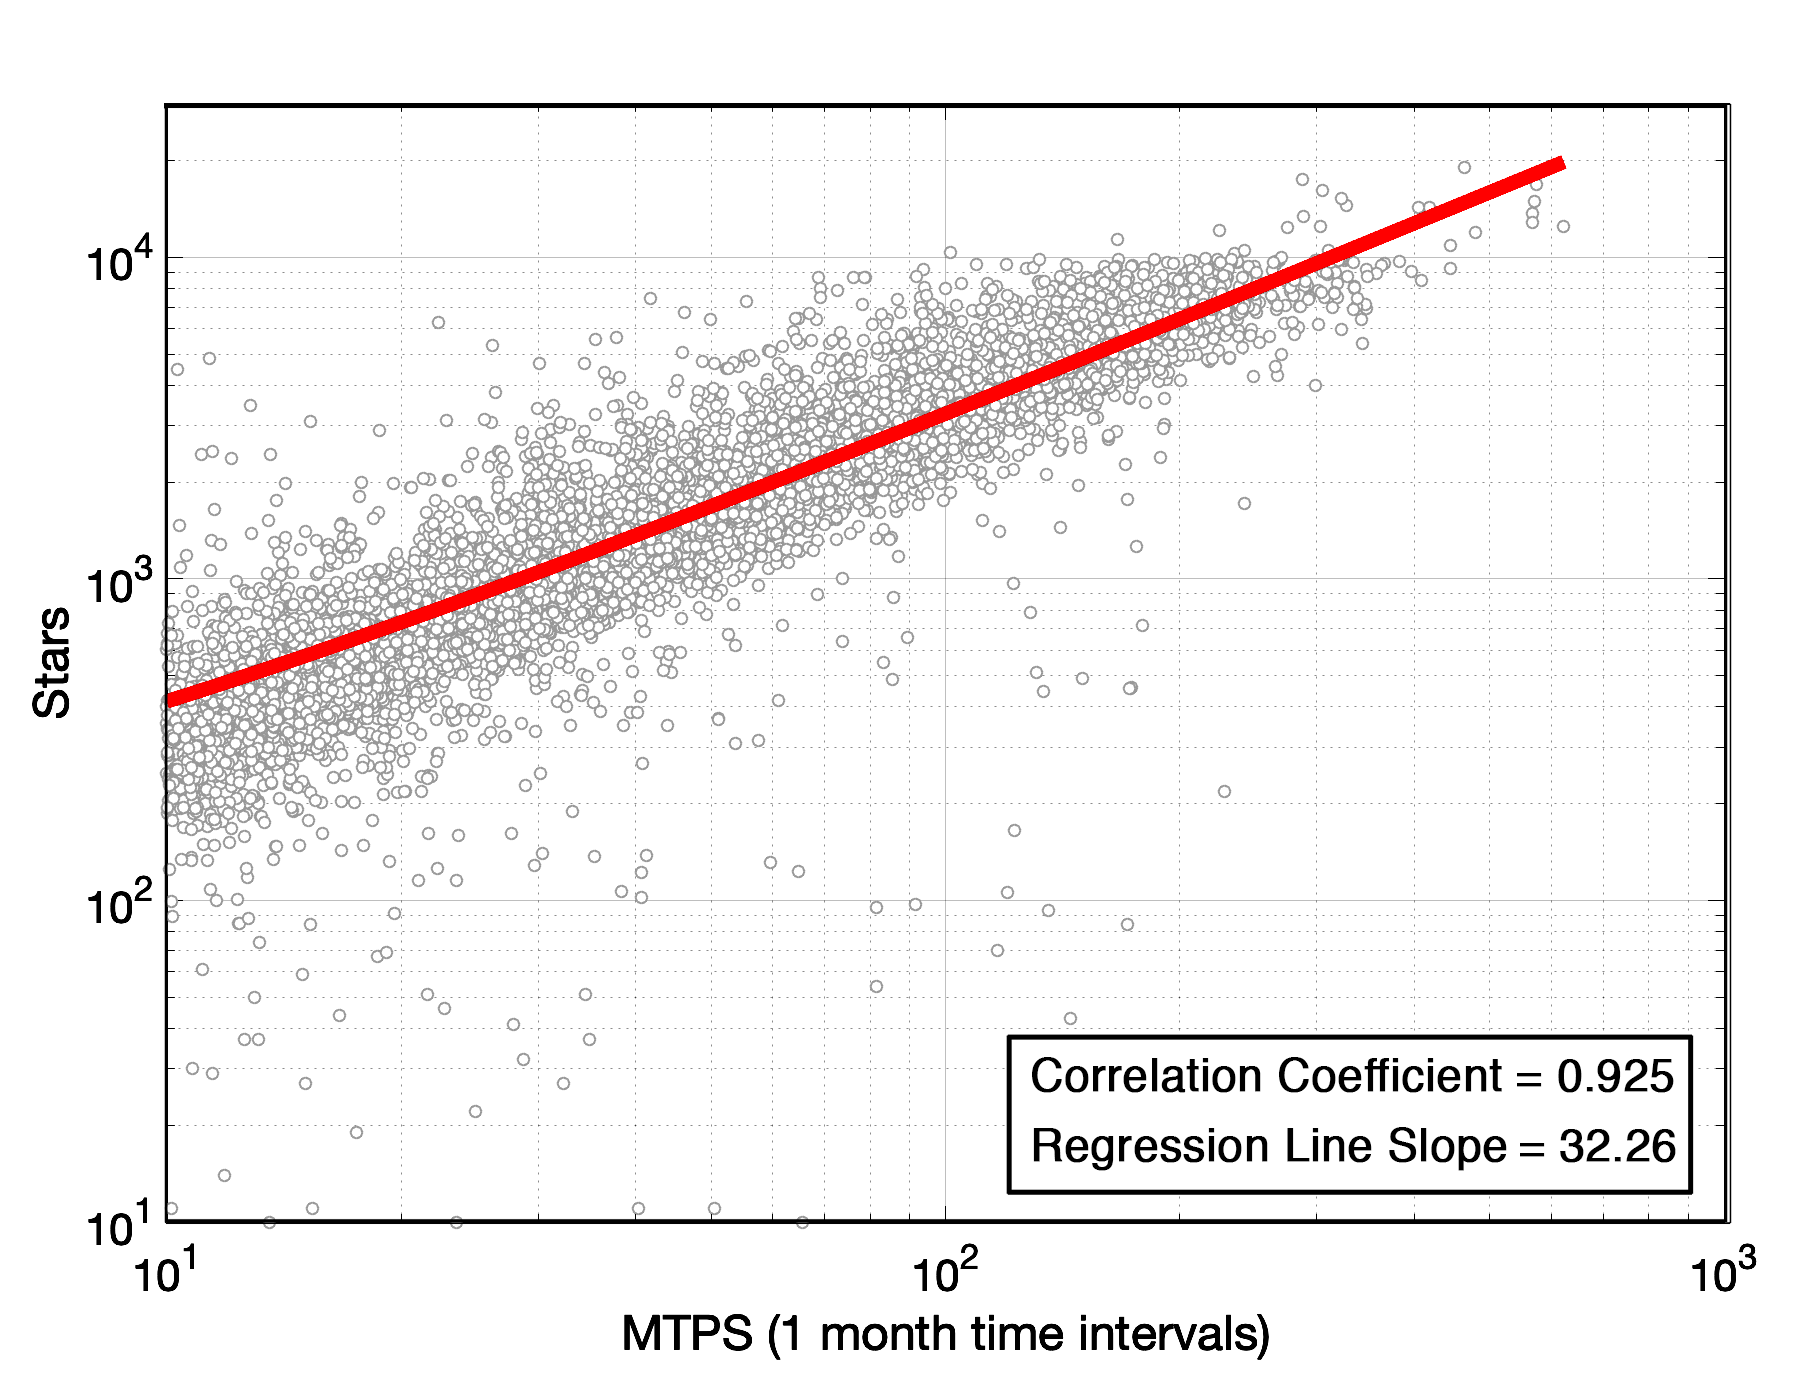 10^4
10^3
10^2
10^1
Stars
Correlation Coefficient = 0.925
Regression Line Slope = 32.26
10^1 10^2 10^3
MTPS (1 month time intervals)